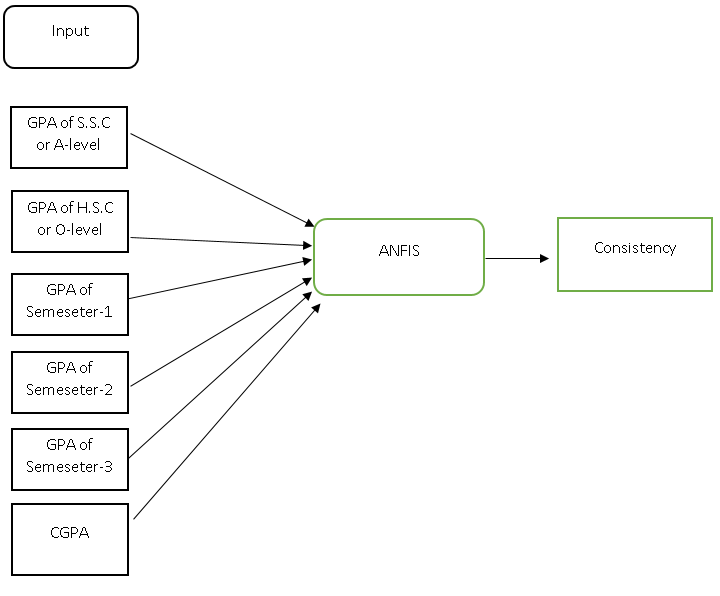 Input
GPA of S.S.C
or A-level
GPA of H.S.C
or O-level
GPA of
Semeseter-1
GPA of
Semeseter-2
GPA of
Semeseter-3
CGPA
ANFIS
Consistency